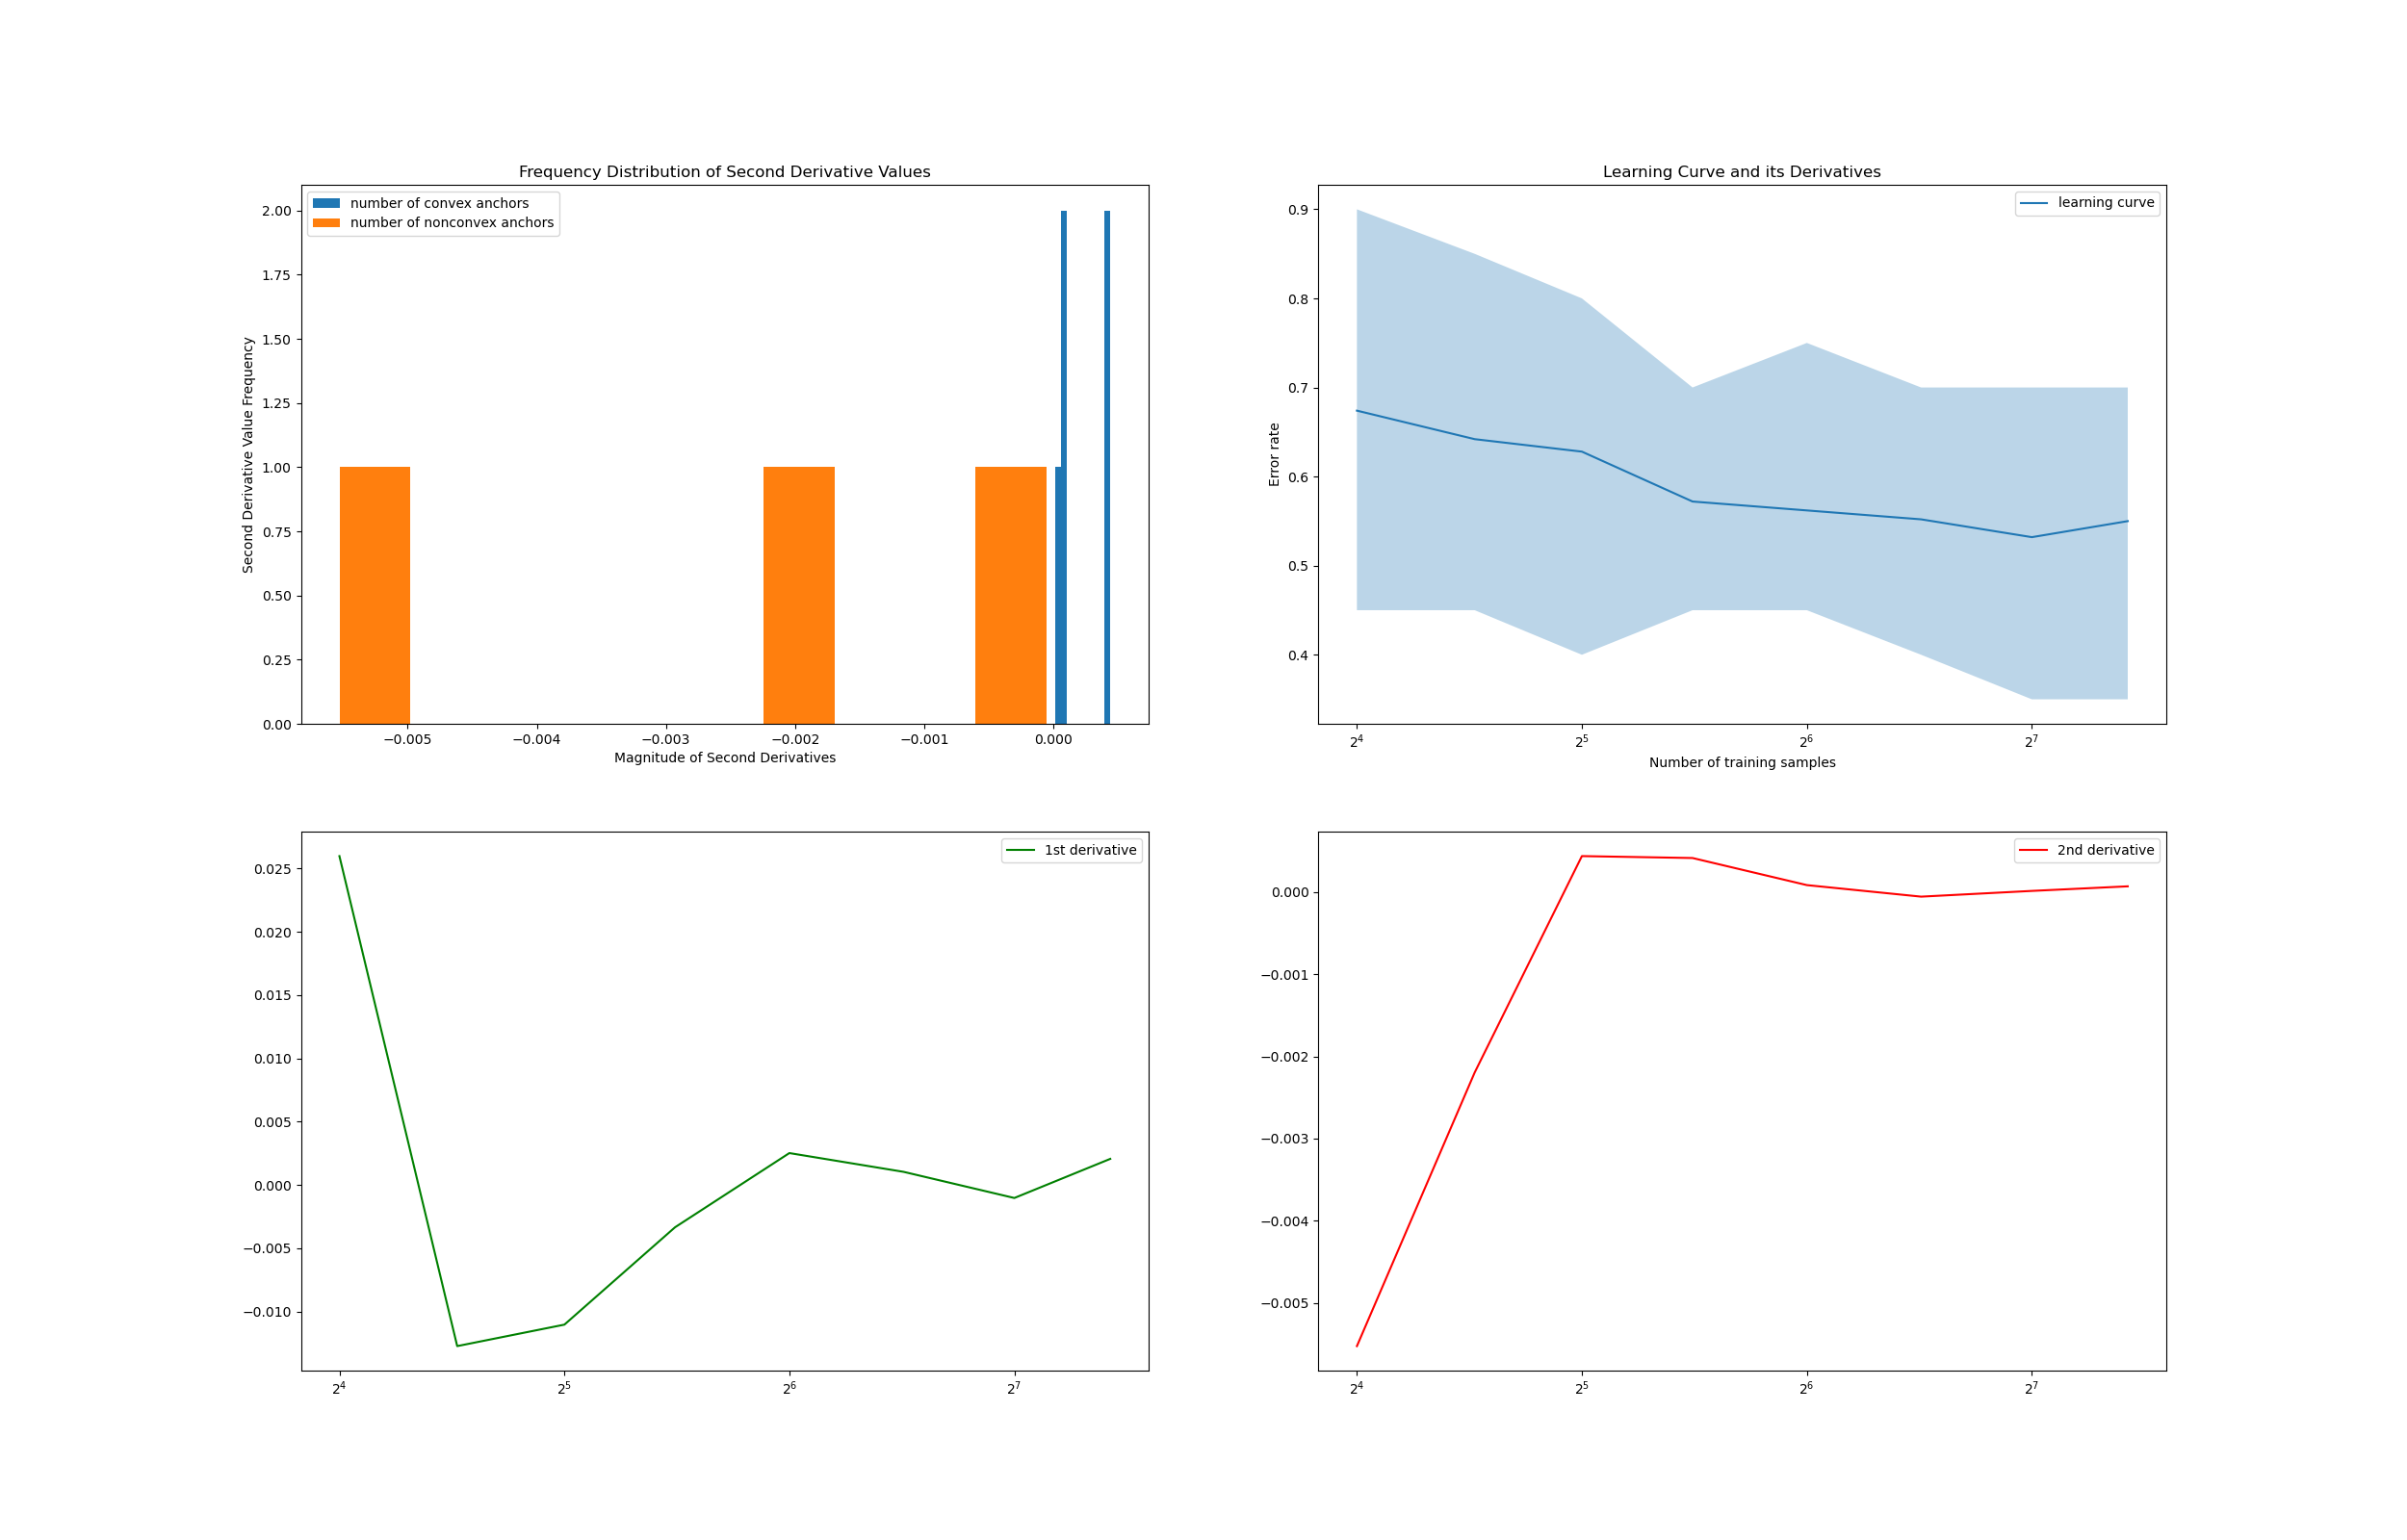 Frequency Distribution of Second Derivative Values
number of convex anchors
number of nonconvex anchors
Second Derivative Value Frequency
2.00
1.75
1.50
1.25
1.00
0.75
0.50
0.25
0.00
−0.005 −0.004 −0.003 −0.002 −0.001 0.000
Magnitude of Second Derivatives
Learning Curve and its Derivatives
learning curve
Error rate
0.9
0.8
0.7
0.6
0.5
0.4
2⁴ 2⁵ 2⁶ 2⁷
Number of training samples
1st derivative
0.025
0.020
0.015
0.010
0.005
0.000
−0.005
−0.010
2⁴ 2⁵ 2⁶ 2⁷
2nd derivative
0.000
−0.001
−0.002
−0.003
−0.004
−0.005
2⁴ 2⁵ 2⁶ 2⁷